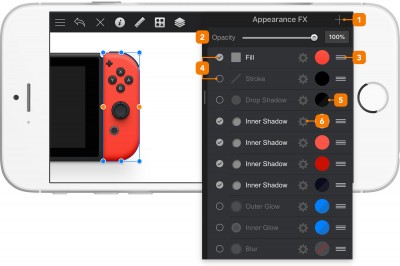 Appearance FX
1
2
Opacity
100%
Fill
3
4
Stroke
Drop Shadow
5
Inner Shadow
6
Inner Shadow
Inner Shadow
Inner Shadow
Outer Glow
Inner Glow
Blur